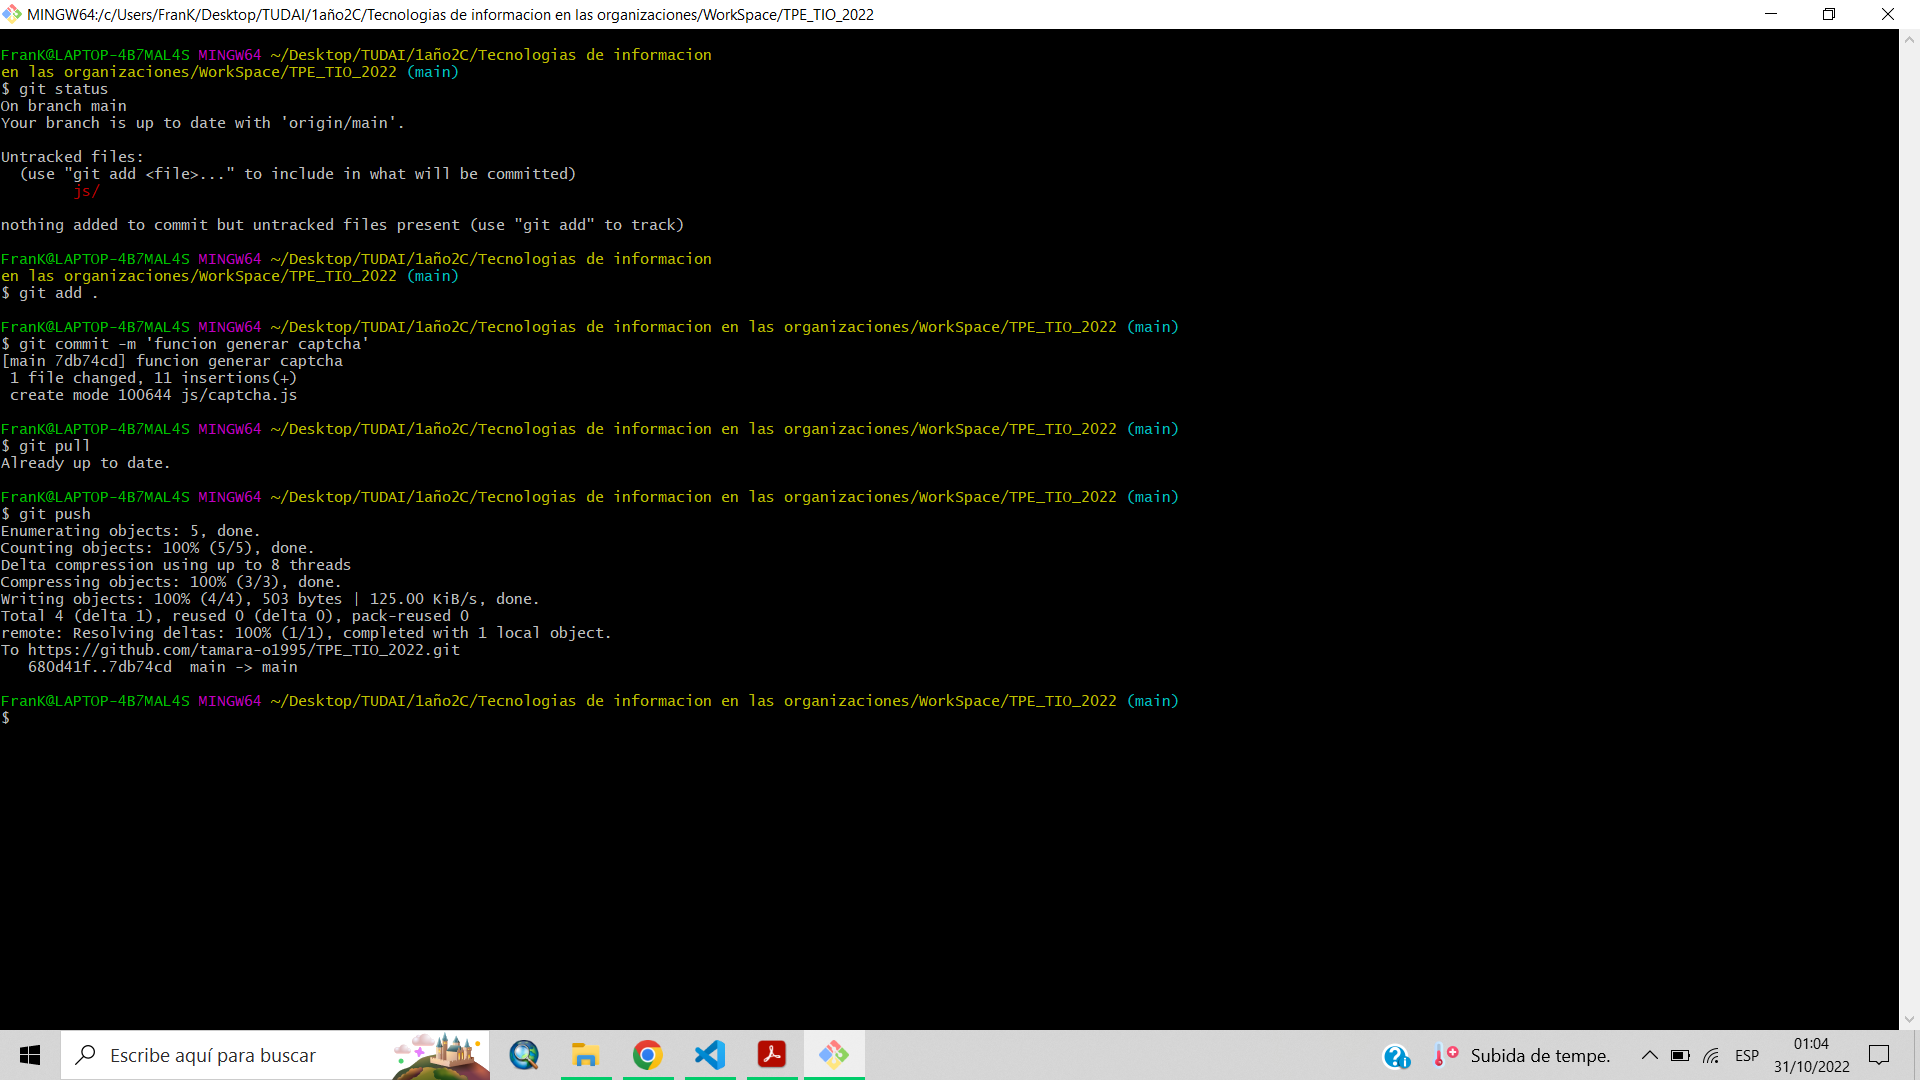 MINGW64:/c/Users/FranK/Desktop/TUDAI/1año2C/Tecnologias de informacion en las organizaciones/WorkSpace/TPE_TIO_2022
FranK@LAPTOP-4B7MAL4S MINGW64 ~/Desktop/TUDAI/1año2C/Tecnologias de informacion
en las organizaciones/WorkSpace/TPE_TIO_2022 (main)
$ git status
On branch main
Your branch is up to date with 'origin/main'.
Untracked files:
  (use "git add <file>..." to include in what will be committed)
        js/
nothing added to commit but untracked files present (use "git add" to track)
FranK@LAPTOP-4B7MAL4S MINGW64 ~/Desktop/TUDAI/1año2C/Tecnologias de informacion
en las organizaciones/WorkSpace/TPE_TIO_2022 (main)
$ git add .
FranK@LAPTOP-4B7MAL4S MINGW64 ~/Desktop/TUDAI/1año2C/Tecnologias de informacion en las organizaciones/WorkSpace/TPE_TIO_2022 (main)
$ git commit -m 'funcion generar captcha'
[main 7db74cd] funcion generar captcha
 1 file changed, 11 insertions(+)
 create mode 100644 js/captcha.js
FranK@LAPTOP-4B7MAL4S MINGW64 ~/Desktop/TUDAI/1año2C/Tecnologias de informacion en las organizaciones/WorkSpace/TPE_TIO_2022 (main)
$ git pull
Already up to date.
FranK@LAPTOP-4B7MAL4S MINGW64 ~/Desktop/TUDAI/1año2C/Tecnologias de informacion en las organizaciones/WorkSpace/TPE_TIO_2022 (main)
$ git push
Enumerating objects: 5, done.
Counting objects: 100% (5/5), done.
Delta compression using up to 8 threads
Compressing objects: 100% (3/3), done.
Writing objects: 100% (4/4), 503 bytes | 125.00 KiB/s, done.
Total 4 (delta 1), reused 0 (delta 0), pack-reused 0
remote: Resolving deltas: 100% (1/1), completed with 1 local object.
To https://github.com/tamara-o1995/TPE_TIO_2022.git
   680d41f..7db74cd  main -> main
FranK@LAPTOP-4B7MAL4S MINGW64 ~/Desktop/TUDAI/1año2C/Tecnologias de informacion en las organizaciones/WorkSpace/TPE_TIO_2022 (main)
$
Escribe aquí para buscar
Subida de tempe.
ESP
01:04
31/10/2022